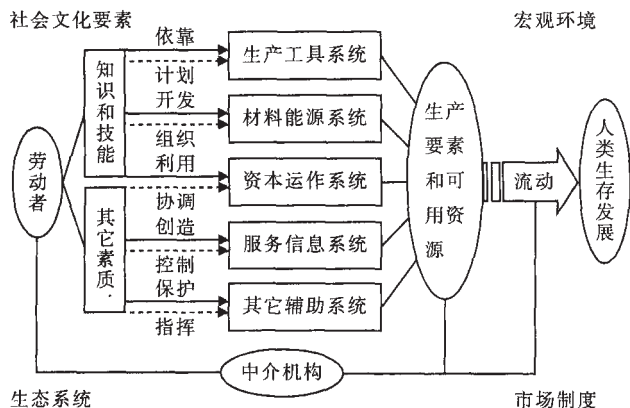 社会文化要素
宏观环境
依靠
生产工具系统
计划
开发
材料能源系统
组织
利用
资本运作系统
协调
创造
服务信息系统
控制
保护
其它辅助系统
指挥
知识和技能
其它素质.
劳动者
生产
要素
和可
用资
源
流动
人类生存发展
中介机构
生态系统
市场制度